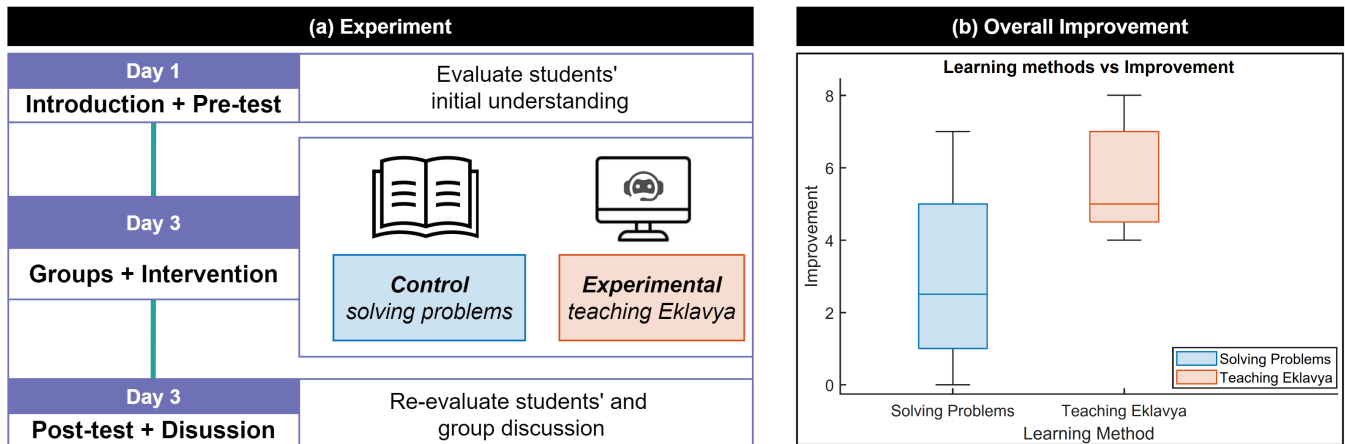 (a) Experiment
Day 1
Introduction + Pre-test
Evaluate students'
initial understanding
Day 3
Groups + Intervention
Control
solving problems
Experimental
teaching Eklavya
Day 3
Post-test + Disussion
Re-evaluate students' and
group discussion
(b) Overall Improvement
Learning methods vs Improvement
Improvement
8
6
4
2
0
Solving Problems
Teaching Eklavya
Solving Problems
Teaching Eklavya
Learning Method